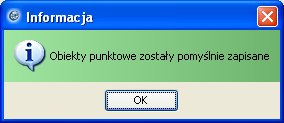 Informacja
Obiekty punktowe zostały pomyślnie zapisane
OK